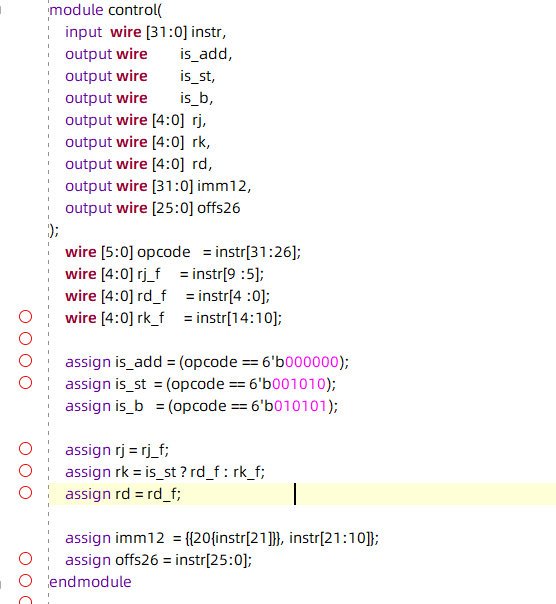 module control(
input wire [31:0] instr,
output wire is_add,
output wire is_st,
output wire is_b,
output wire [4:0] rj,
output wire [4:0] rk,
output wire [4:0] rd,
output wire [31:0] imm12,
output wire [25:0] offs26
);
wire [5:0] opcode = instr[31:26];
wire [4:0] rj_f = instr[9 :5];
wire [4:0] rd_f = instr[4 :0];
wire [4:0] rk_f = instr[14:10];
assign is_add = (opcode == 6'b000000);
assign is_st = (opcode == 6'b001010);
assign is_b = (opcode == 6'b010101);
assign rj = rj_f;
assign rk = is_st ? rd_f : rk_f;
assign rd = rd_f;
assign imm12 = {{20{instr[21]}}, instr[21:10]};
assign offs26 = instr[25:0];
endmodule